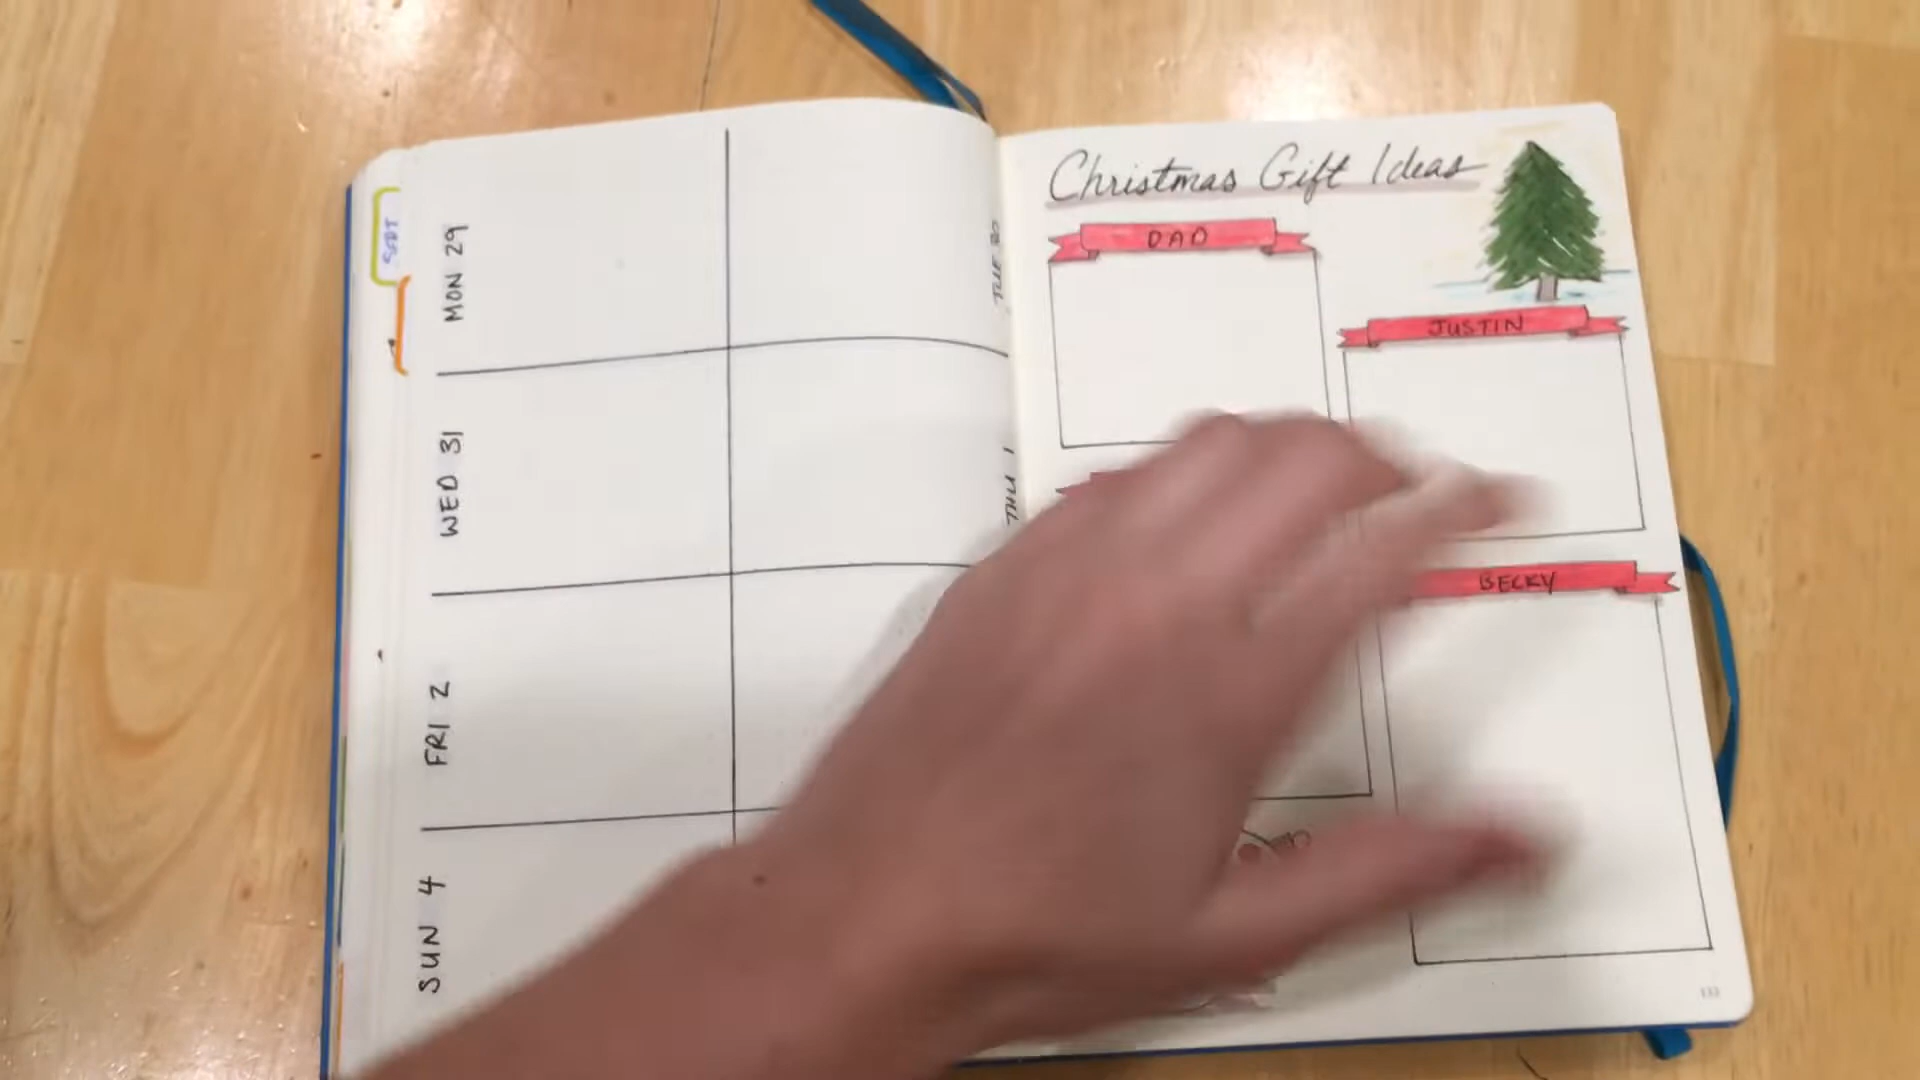 SDT
MON 29
TUE 30
WED 31
THU 1
FRI 2
SUN 4
Christmas Gift Ideas
DAD
JUSTIN
BECKY